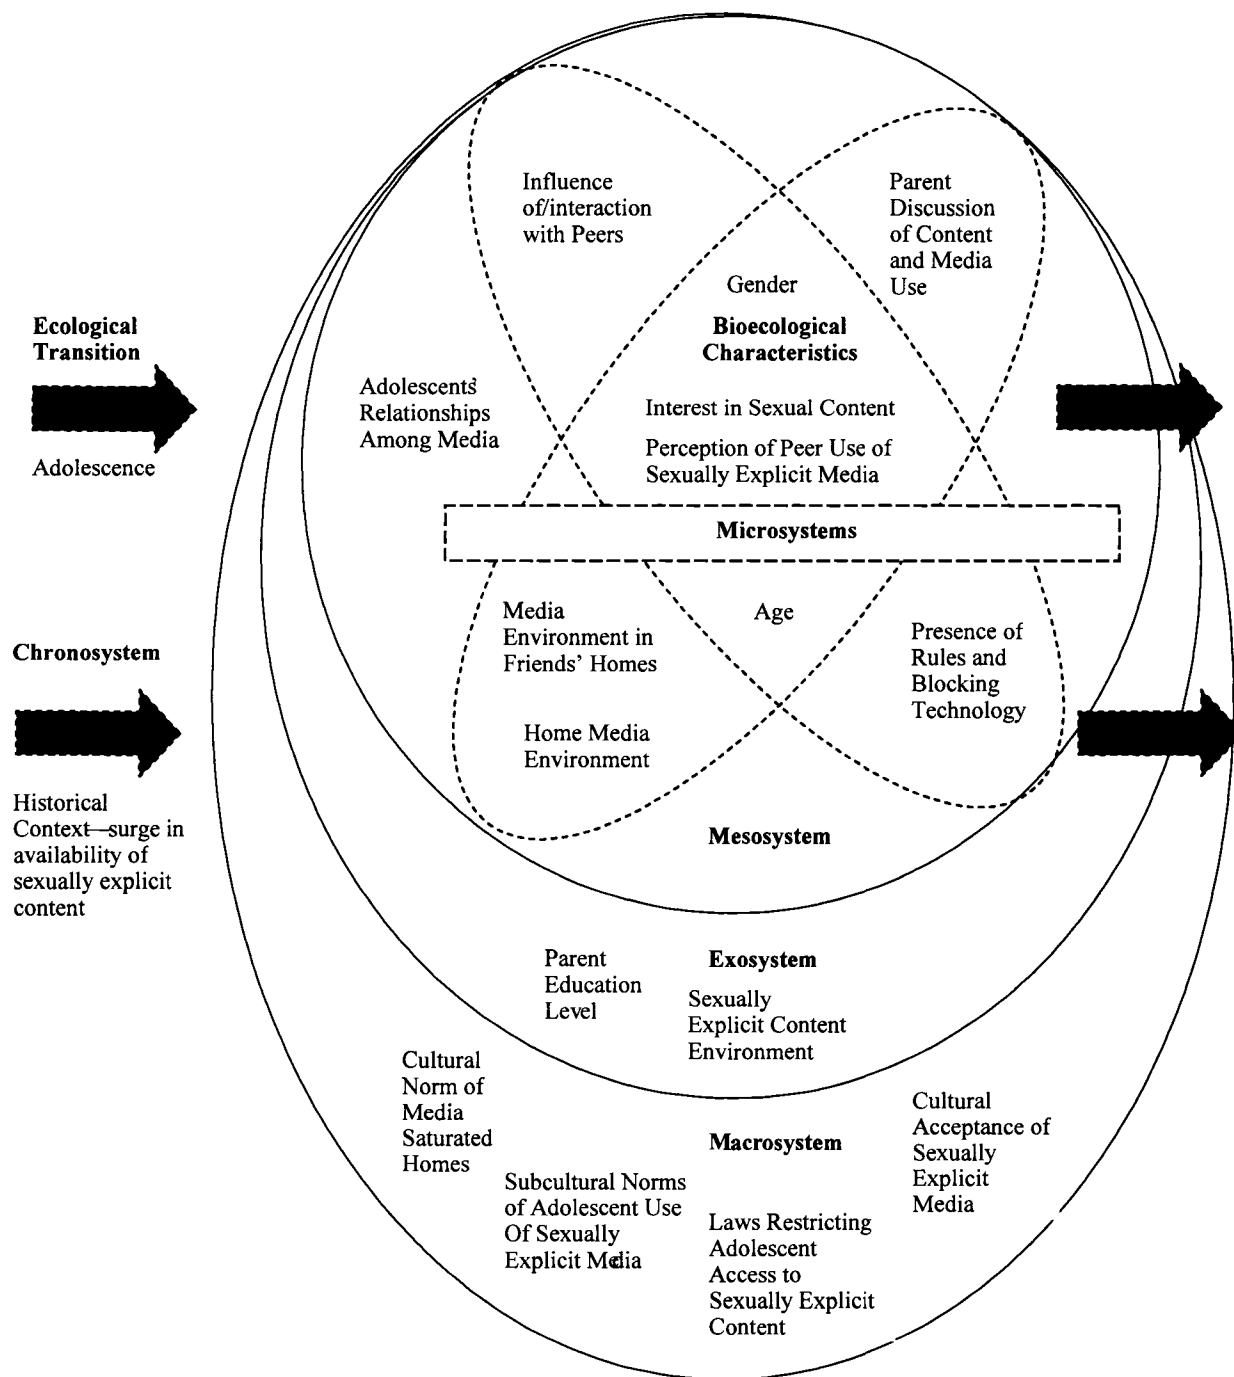 Influence
of/interaction
with Peers
Parent
Discussion
of Content
and Media
Use
Gender
Bioecological
Characteristics
Ecological
Transition
Adolescence
Adolescents'
Relationships
Among Media
Interest in Sexual Content
Perception of Peer Use of
Sexually Explicit Media
Microsystems
Media
Environment in
Friends' Homes
Age
Presence of
Rules and
Blocking
Technology
Home Media
Environment
Chronosystem
Historical
Context—surge in
availability of
sexually explicit
content
Mesosystem
Parent
Education
Level
Exosystem
Sexually
Explicit Content
Environment
Cultural
Norm of
Media
Saturated
Homes
Macrosystem
Cultural
Acceptance of
Sexually
Explicit
Media
Subcultural Norms
of Adolescent Use
Of Sexually
Explicit Media
Laws Restricting
Adolescent
Access to
Sexually Explicit
Content